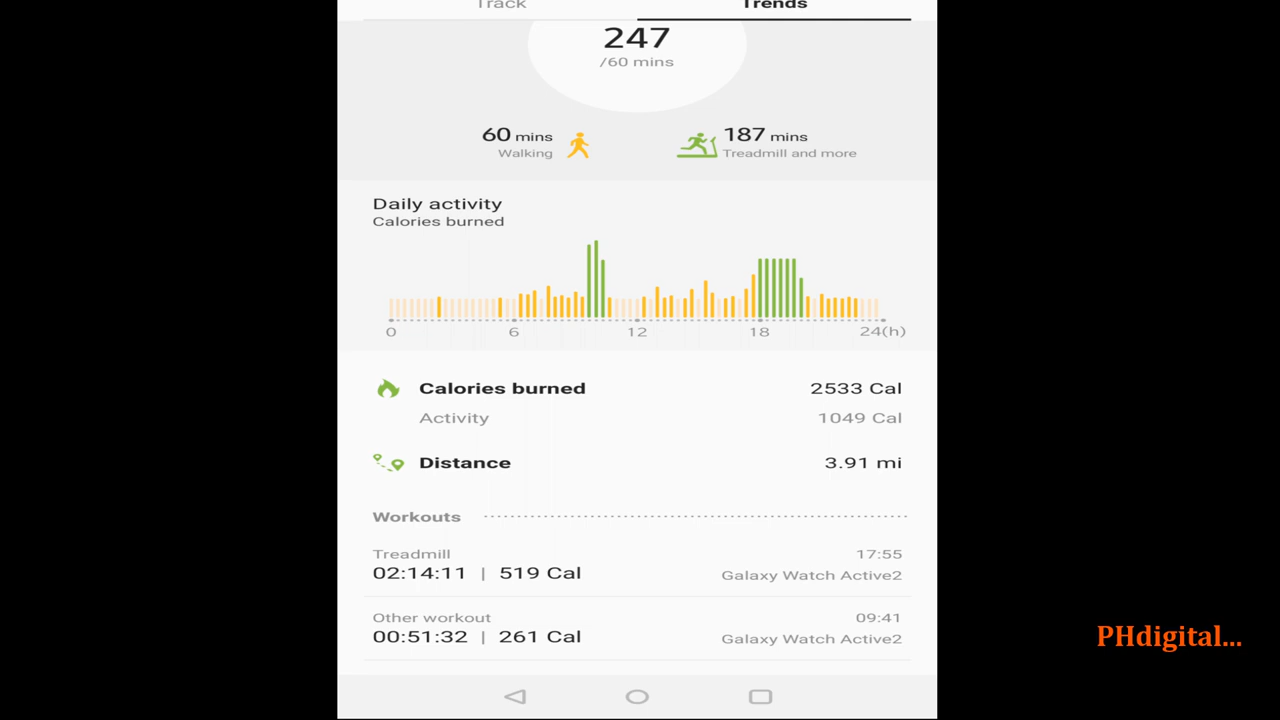 Track Trends
247
/60 mins
60 mins 187 mins
Walking Treadmill and more
Daily activity
Calories burned
0 6 12 18 24(h)
Calories burned 2533 Cal
Activity 1049 Cal
Distance 3.91 mi
Workouts
Treadmill 17:55
02:14:11 | 519 Cal Galaxy Watch Active2
Other workout 09:41
00:51:32 | 261 Cal Galaxy Watch Active2
PHdigital...